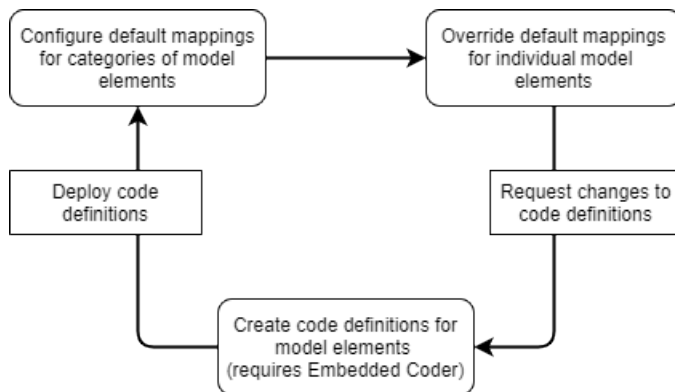 Configure default mappings
for categories of model
elements
Override default mappings
for individual model
elements
Deploy code
definitions
Request changes to
code definitions
Create code definitions for
model elements
(requires Embedded Coder)